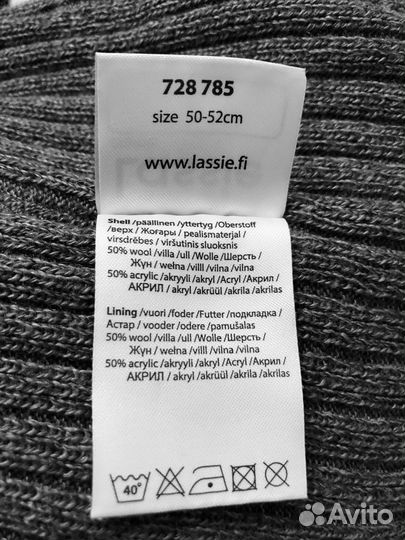 728 785
size 50-52cm
www.lassie.fi
Shell /päällinen /yttertyg /Oberstoff
/верх / Жоғары / pealismaterjal /
virsdrēbes / viršutinis sluoksnis
50% wool /villa /ull /Wolle /Шерсть /
Жүн / wełna /villl /vilna /vilna
50% acrylic /akryyli /akryl /Acryl /Акрил /
АКРИЛ / akryl /akrüül /akrila /akrilas
Lining /vuori /foder /Futter /подкладка /
Астар / vooder /odere /pamušalas
50% wool /villa /ull /Wolle /Шерсть /
Жүн / wełna /villl /vilna /vilna
50% acrylic /akryyli /akryl /Acryl /Акрил /
АКРИЛ / akryl /akrüül /akrila /akrilas
40°
Avito